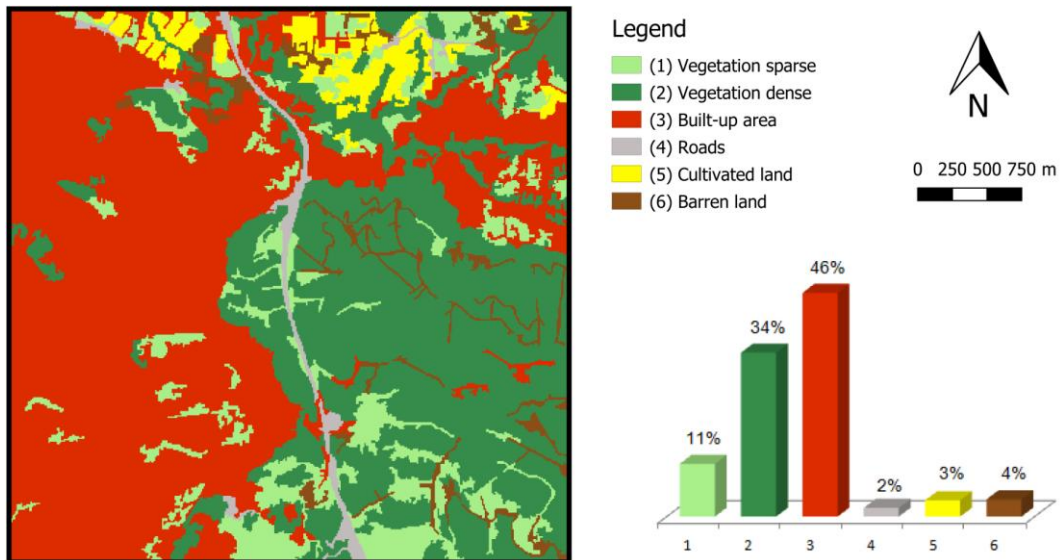 Legend
(1) Vegetation sparse
(2) Vegetation dense
(3) Built-up area
(4) Roads
(5) Cultivated land
(6) Barren land
N
0 250 500 750 m
11%
34%
46%
2%
3%
4%
1 2 3 4 5 6